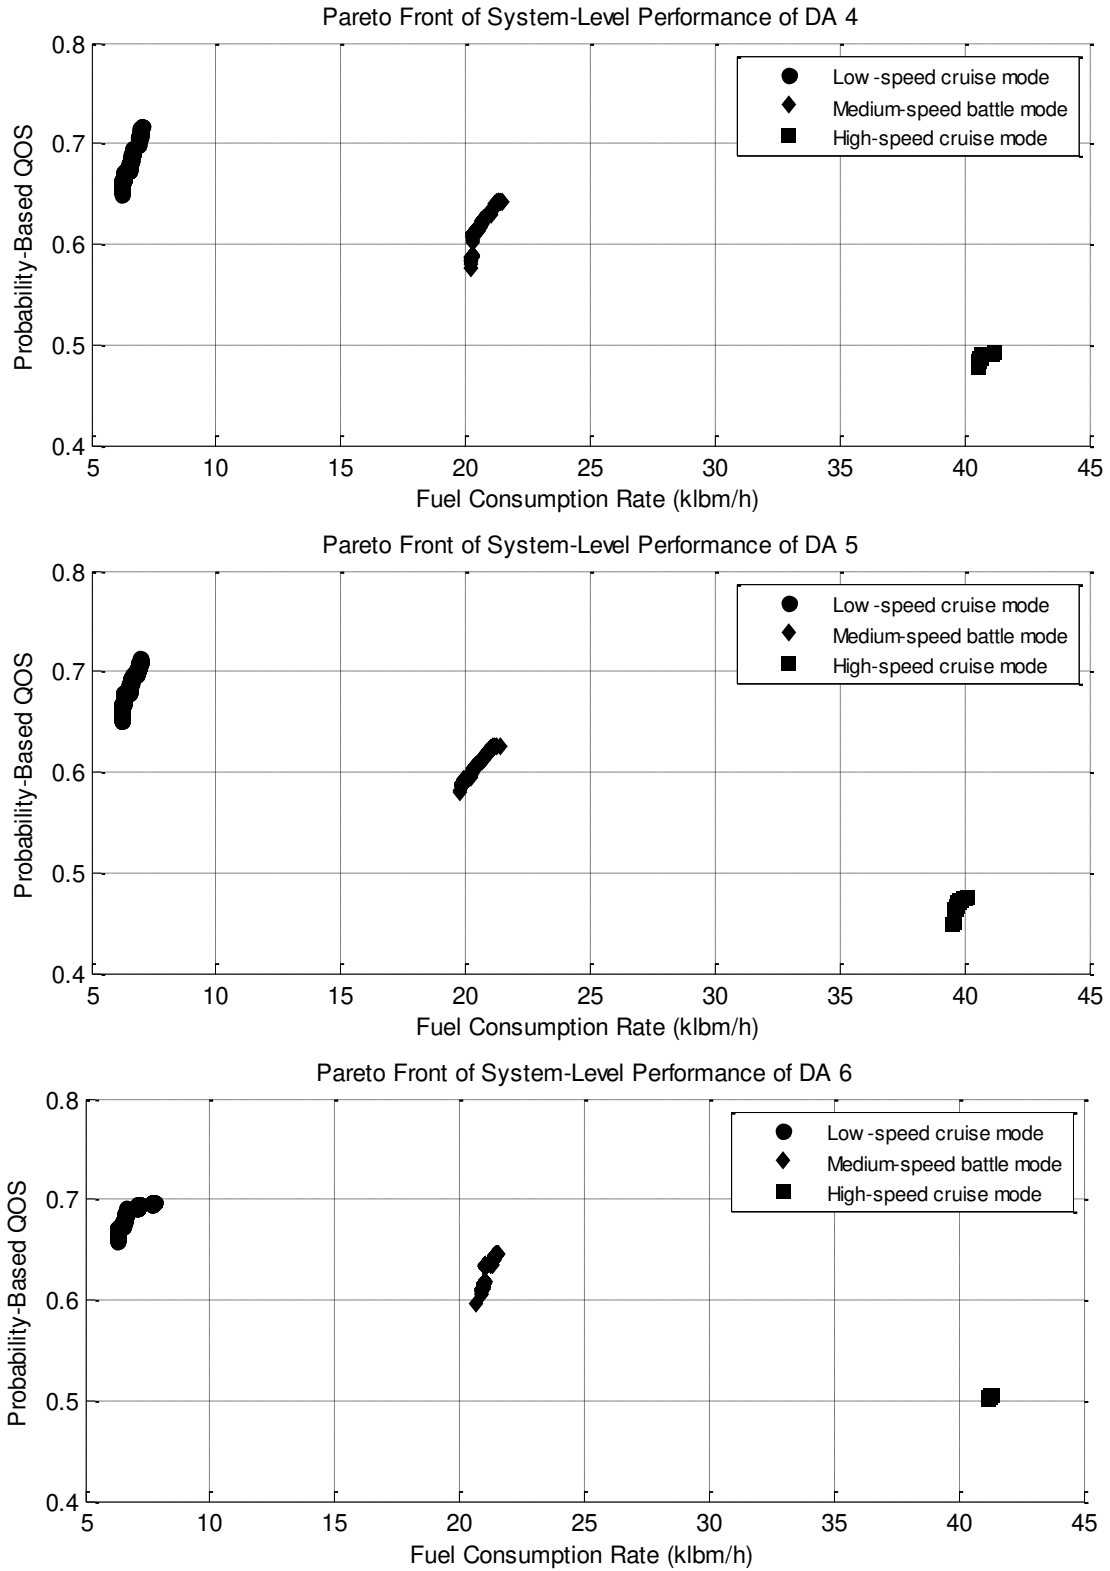 Pareto Front of System-Level Performance of DA 4
0.8
0.7
0.6
0.5
0.4
Probability-Based QOS
Low-speed cruise mode
Medium-speed battle mode
High-speed cruise mode
5 10 15 20 25 30 35 40 45
Fuel Consumption Rate (klbm/h)
Pareto Front of System-Level Performance of DA 5
0.8
0.7
0.6
0.5
0.4
Probability-Based QOS
Low-speed cruise mode
Medium-speed battle mode
High-speed cruise mode
5 10 15 20 25 30 35 40 45
Fuel Consumption Rate (klbm/h)
Pareto Front of System-Level Performance of DA 6
0.8
0.7
0.6
0.5
0.4
Probability-Based QOS
Low-speed cruise mode
Medium-speed battle mode
High-speed cruise mode
5 10 15 20 25 30 35 40 45
Fuel Consumption Rate (klbm/h)